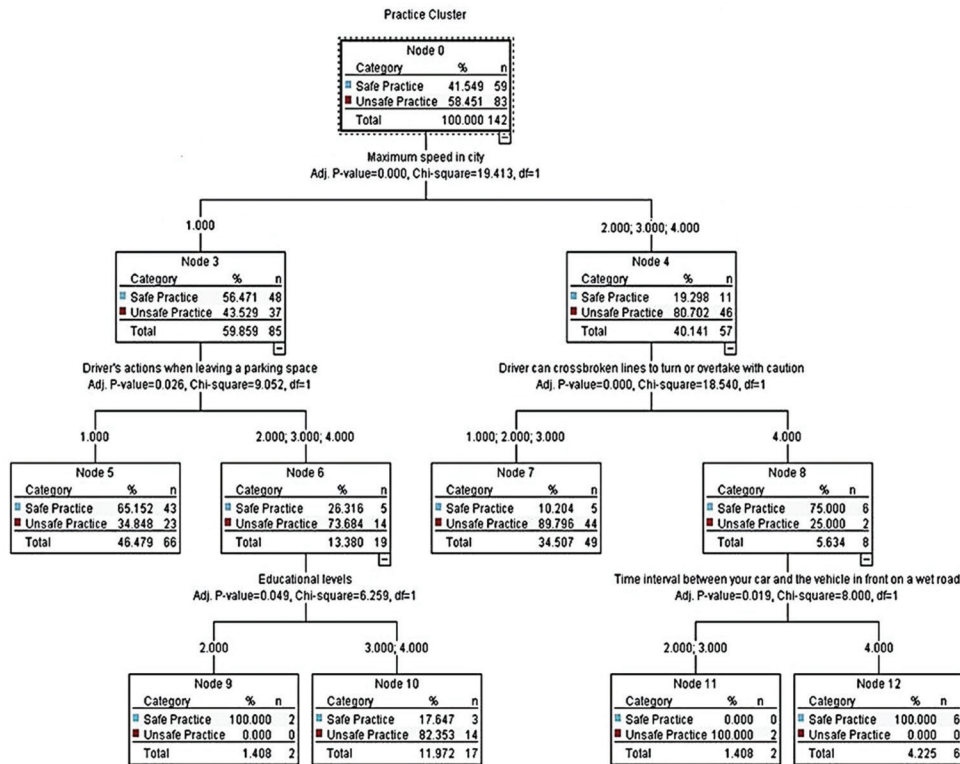 Practice Cluster
Node 0
Category % n
Safe Practice 41.549 59
Unsafe Practice 58.451 83
Total 100.000 142
Maximum speed in city
Adj. P-value=0.000, Chi-square=19.413, df=1
1.000
2.000; 3.000; 4.000
Node 3
Category % n
Safe Practice 56.471 48
Unsafe Practice 43.529 37
Total 59.859 85
Node 4
Category % n
Safe Practice 19.298 11
Unsafe Practice 80.702 46
Total 40.141 57
Driver's actions when leaving a parking space
Adj. P-value=0.026, Chi-square=9.052, df=1
Driver can crossbroken lines to turn or overtake with caution
Adj. P-value=0.000, Chi-square=18.540, df=1
1.000
2.000; 3.000; 4.000
1.000; 2.000; 3.000
4.000
Node 5
Category % n
Safe Practice 65.152 43
Unsafe Practice 34.848 23
Total 46.479 66
Node 6
Category % n
Safe Practice 26.316 5
Unsafe Practice 73.684 14
Total 13.380 19
Node 7
Category % n
Safe Practice 10.204 5
Unsafe Practice 89.796 44
Total 34.507 49
Node 8
Category % n
Safe Practice 75.000 6
Unsafe Practice 25.000 2
Total 5.634 8
Educational levels
Adj. P-value=0.049, Chi-square=6.259, df=1
Time interval between your car and the vehicle in front on a wet road
Adj. P-value=0.019, Chi-square=8.000, df=1
2.000
3.000; 4.000
2.000; 3.000
4.000
Node 9
Category % n
Safe Practice 100.000 2
Unsafe Practice 0.000 0
Total 1.408 2
Node 10
Category % n
Safe Practice 17.647 3
Unsafe Practice 82.353 14
Total 11.972 17
Node 11
Category % n
Safe Practice 0.000 0
Unsafe Practice 100.000 2
Total 1.408 2
Node 12
Category % n
Safe Practice 100.000 6
Unsafe Practice 0.000 0
Total 4.225 6